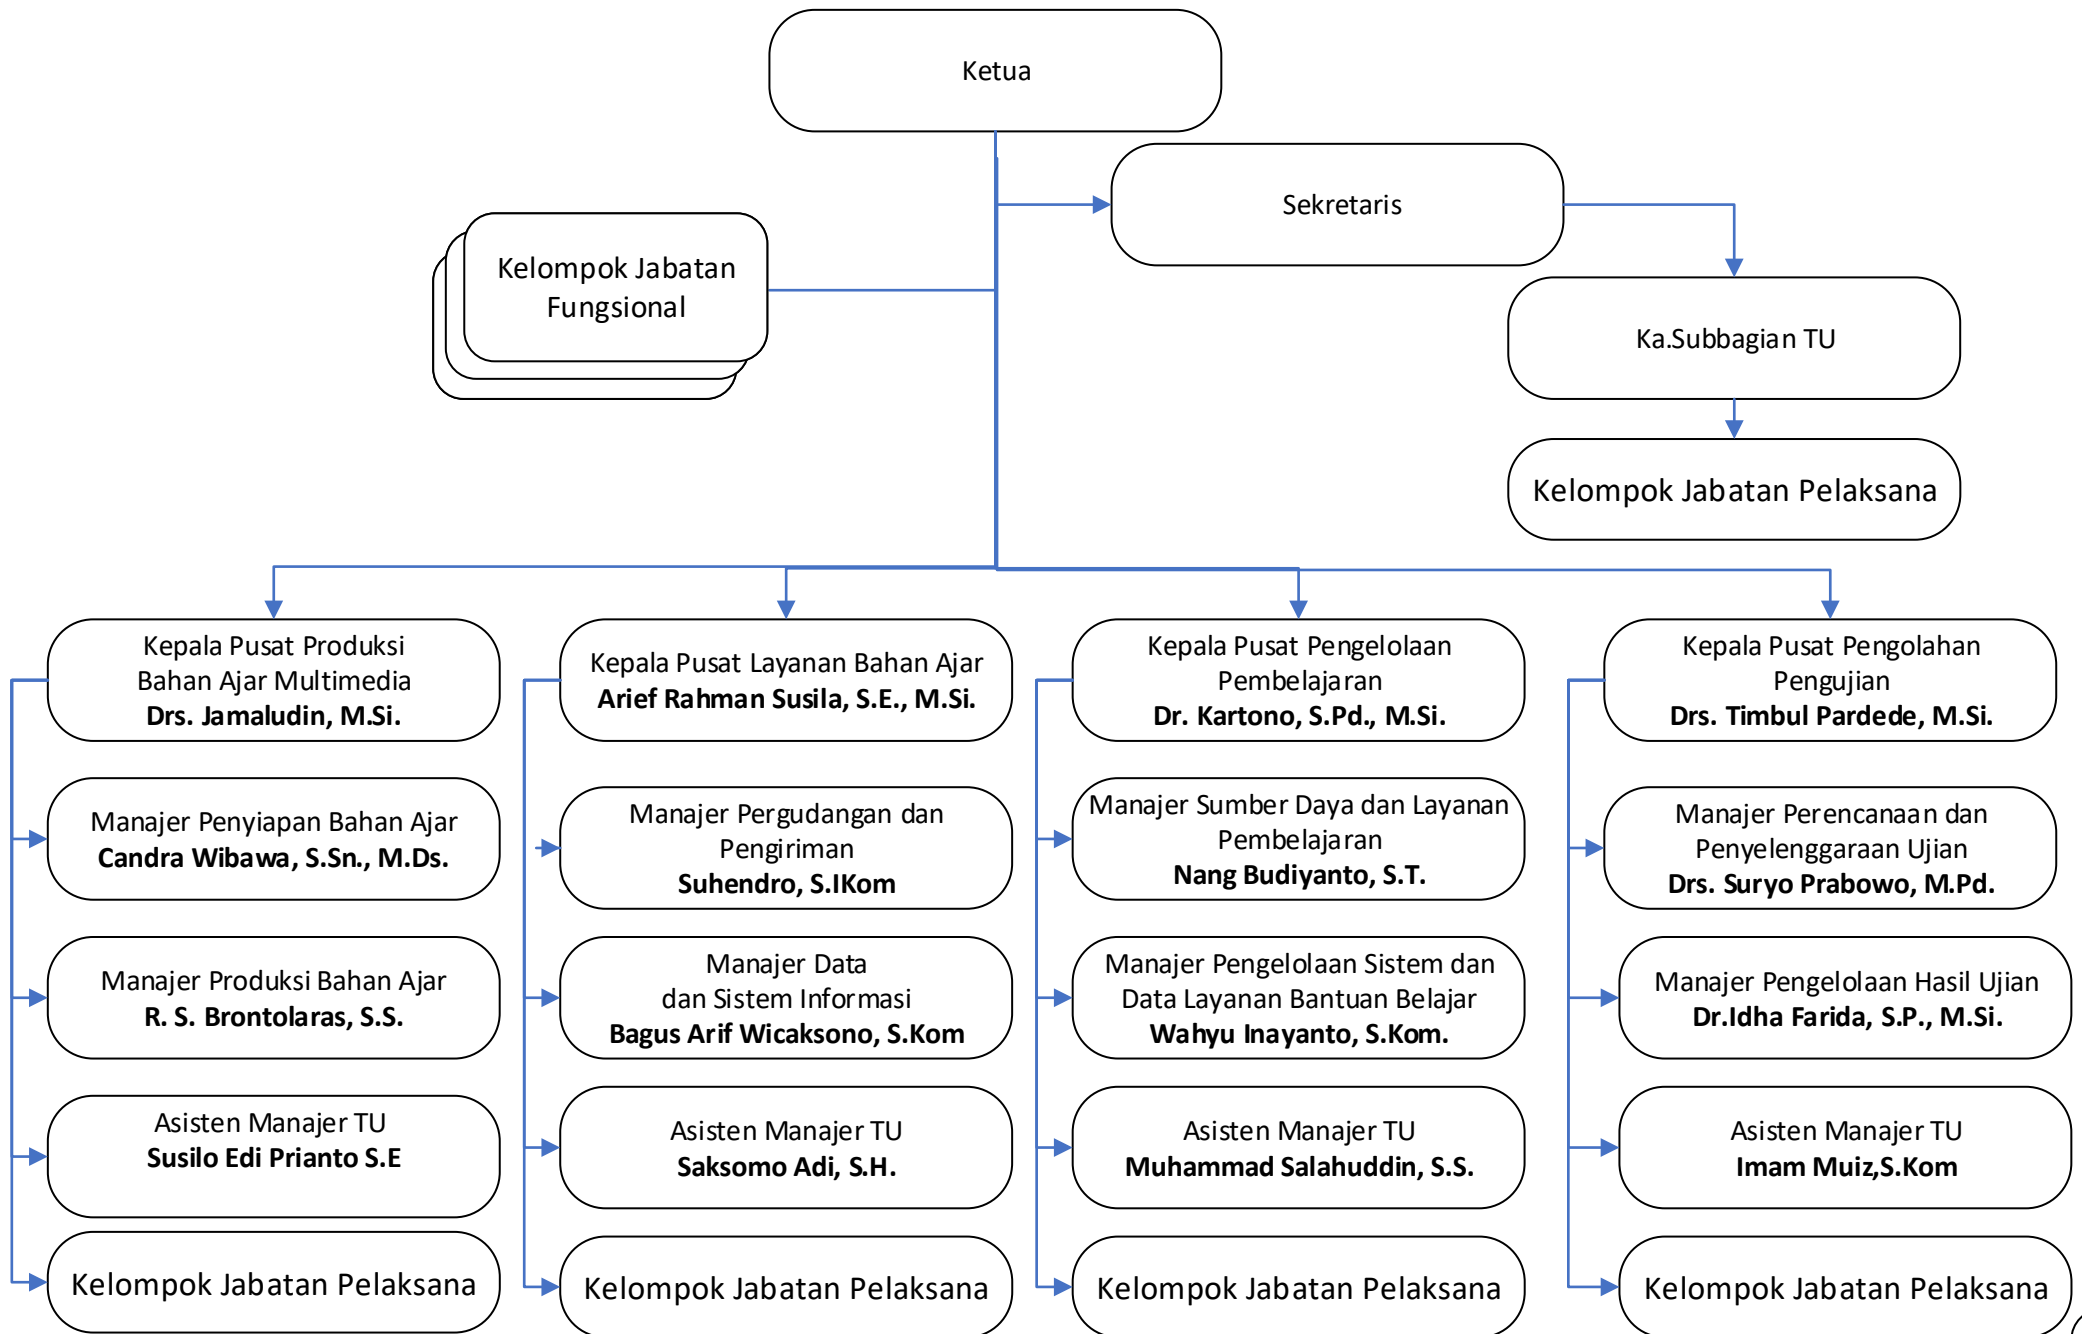 Ketua
Sekretaris
Kelompok Jabatan
Fungsional
Ka.Subbagian TU
Kelompok Jabatan Pelaksana
Kepala Pusat Produksi
Bahan Ajar Multimedia
Drs. Jamaludin, M.Si.
Manajer Penyiapan Bahan Ajar
Candra Wibawa, S.Sn., M.Ds.
Manajer Produksi Bahan Ajar
R. S. Brontolaras, S.S.
Asisten Manajer TU
Susilo Edi Prianto S.E
Kelompok Jabatan Pelaksana
Kepala Pusat Layanan Bahan Ajar
Arief Rahman Susila, S.E., M.Si.
Manajer Pergudangan dan
Pengiriman
Suhendro, S.IKom
Manajer Data
dan Sistem Informasi
Bagus Arif Wicaksono, S.Kom
Asisten Manajer TU
Saksomo Adi, S.H.
Kelompok Jabatan Pelaksana
Kepala Pusat Pengelolaan
Pembelajaran
Dr. Kartono, S.Pd., M.Si.
Manajer Sumber Daya dan Layanan
Pembelajaran
Nang Budiyanto, S.T.
Manajer Pengelolaan Sistem dan
Data Layanan Bantuan Belajar
Wahyu Inayanto, S.Kom.
Asisten Manajer TU
Muhammad Salahuddin, S.S.
Kelompok Jabatan Pelaksana
Kepala Pusat Pengolahan
Pengujian
Drs. Timbul Pardede, M.Si.
Manajer Perencanaan dan
Penyelenggaraan Ujian
Drs. Suryo Prabowo, M.Pd.
Manajer Pengelolaan Hasil Ujian
Dr.Idha Farida, S.P., M.Si.
Asisten Manajer TU
Imam Muiz,S.Kom
Kelompok Jabatan Pelaksana